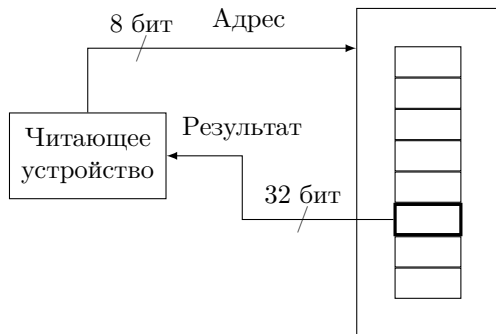 8 бит
Адрес
Читающее
устройство
Результат
32 бит